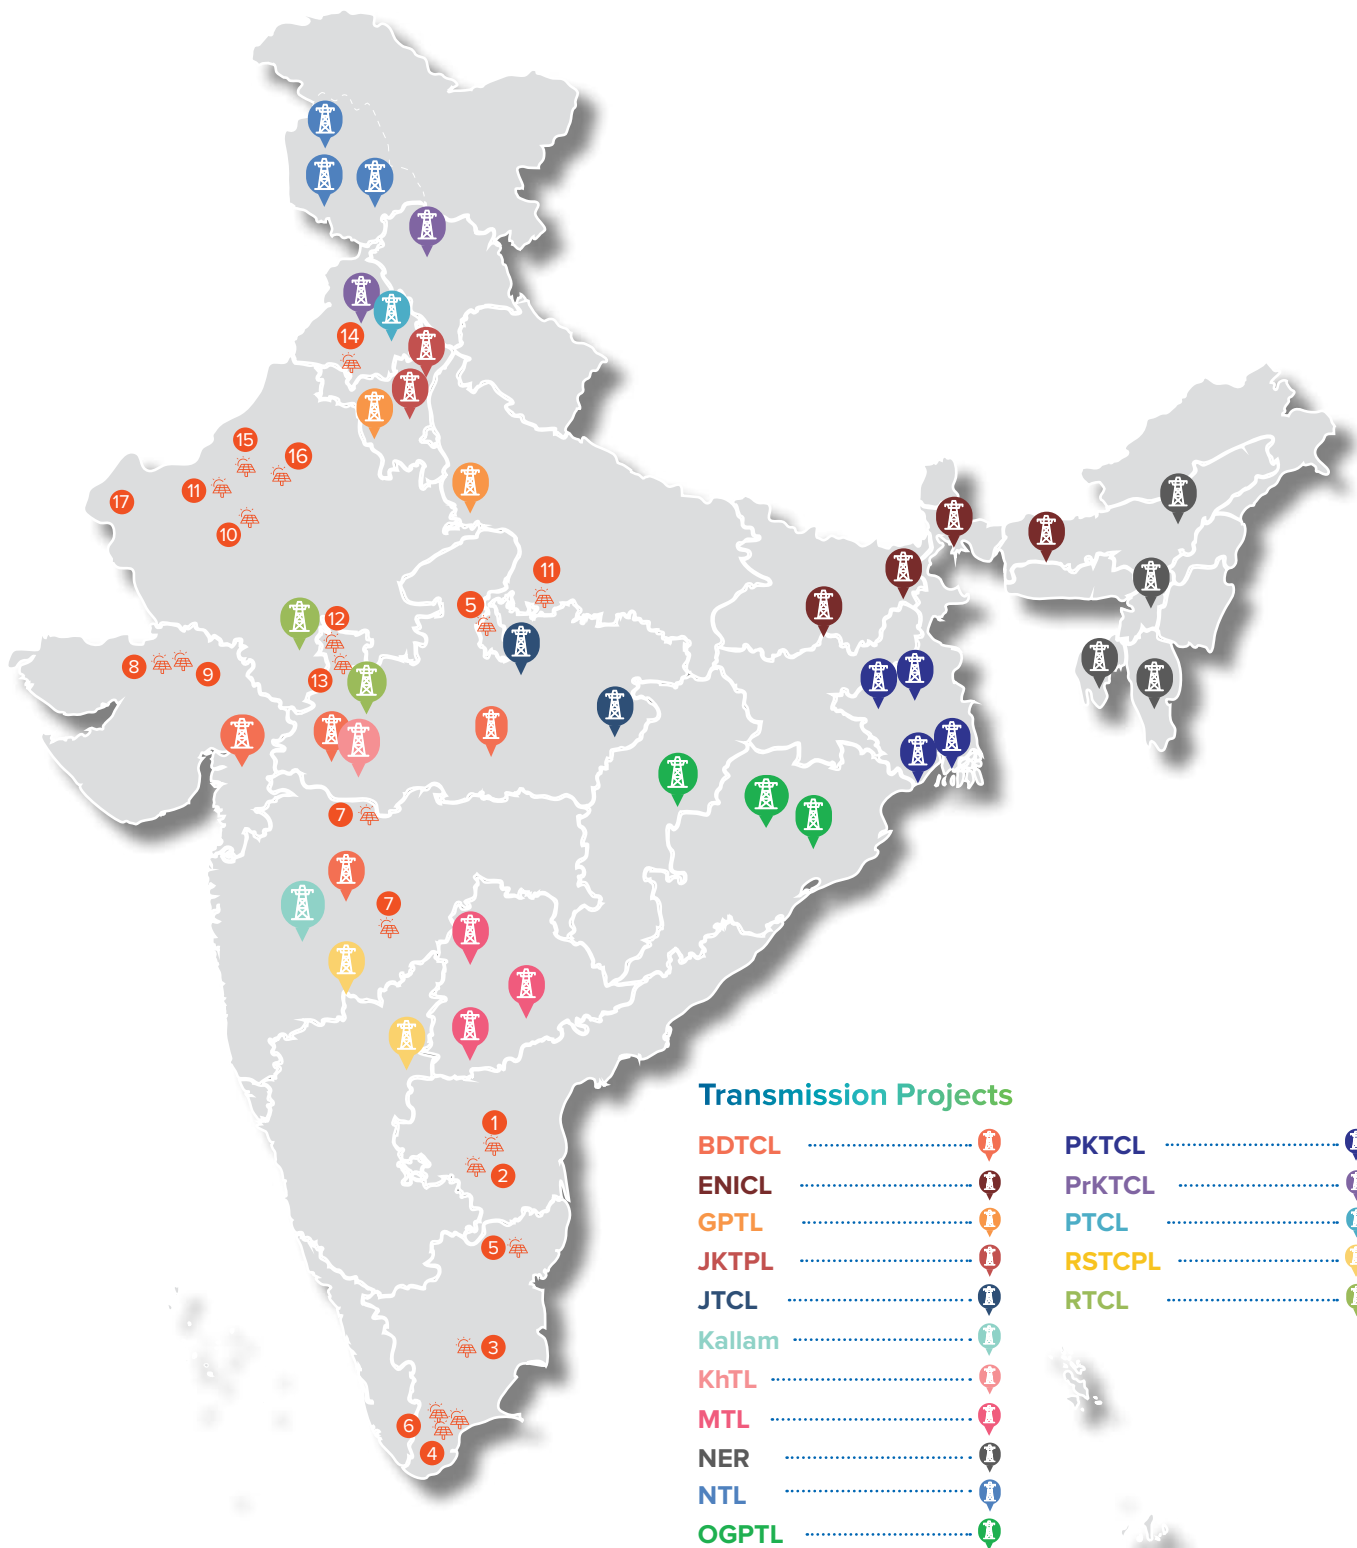 14
15
16
11
17
10
11
5
12
8
9
13
7
7
1
2
5
3
6
4
Transmission Projects
BDTCL
ENICL
GPTL
JKTPL
JTCL
Kallam
KhTL
MTL
NER
NTL
OGPTL
PKTCL
PrKTCL
PTCL
RSTCPL
RTCL